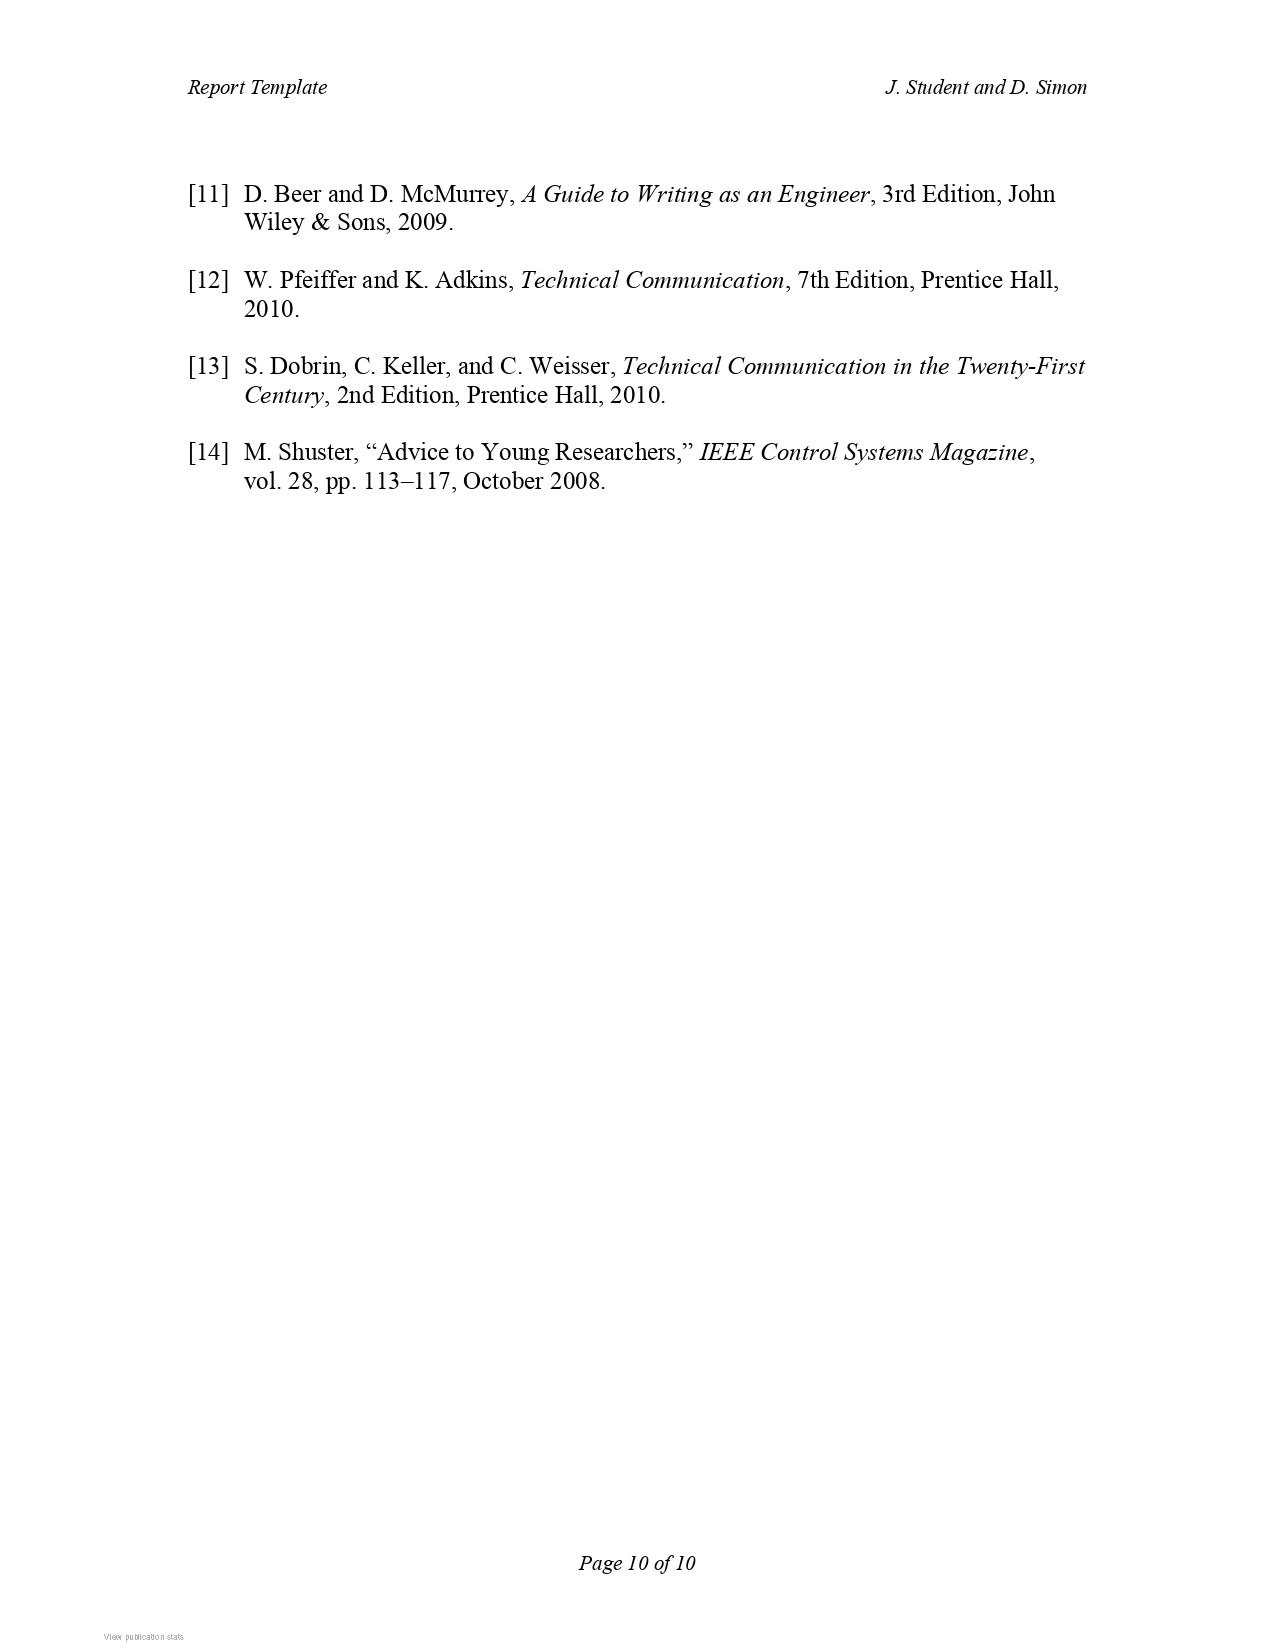 Report Template J. Student and D. Simon
[11] D. Beer and D. McMurrey, A Guide to Writing as an Engineer, 3rd Edition, John
Wiley & Sons, 2009.
[12] W. Pfeiffer and K. Adkins, Technical Communication, 7th Edition, Prentice Hall,
2010.
[13] S. Dobrin, C. Keller, and C. Weisser, Technical Communication in the Twenty-First
Century, 2nd Edition, Prentice Hall, 2010.
[14] M. Shuster, “Advice to Young Researchers,” IEEE Control Systems Magazine,
vol. 28, pp. 113–117, October 2008.
Page 10 of 10
View publication stats